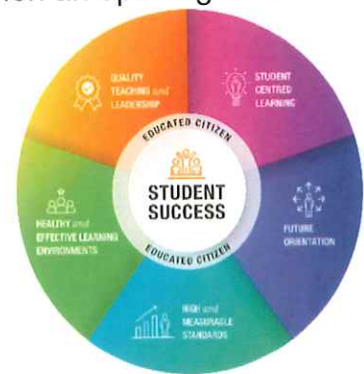 QUALITY
TEACHING and
LEADERSHIP
STUDENT
CENTRED
LEARNING
EDUCATED CITIZEN
STUDENT
SUCCESS
EDUCATED CITIZEN
HEALTHY and
EFFECTIVE LEARNING
ENVIRONMENTS
FUTURE
ORIENTATION
HIGH and
MEASURABLE
STANDARDS